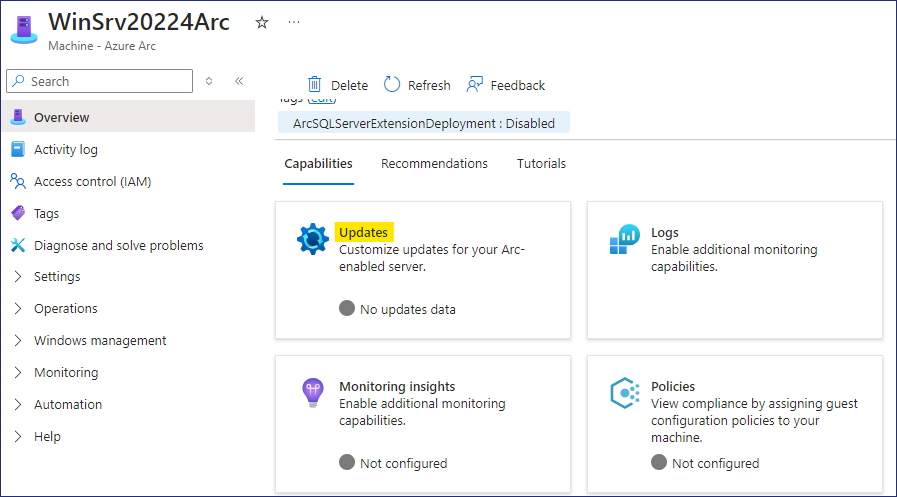 WinSrv20224Arc
Machine - Azure Arc
Search
Delete
Refresh
Feedback
Overview
Activity log
Access control (IAM)
Tags
Diagnose and solve problems
Settings
Operations
Windows management
Monitoring
Automation
Help
Tags (edit)
ArcSQLServerExtensionDeployment : Disabled
Capabilities
Recommendations
Tutorials
Updates
Customize updates for your Arc-
enabled server.
No updates data
Logs
Enable additional monitoring
capabilities.
Monitoring insights
Enable additional monitoring
capabilities.
Not configured
Policies
View compliance by assigning guest
configuration policies to your
machine.
Not configured